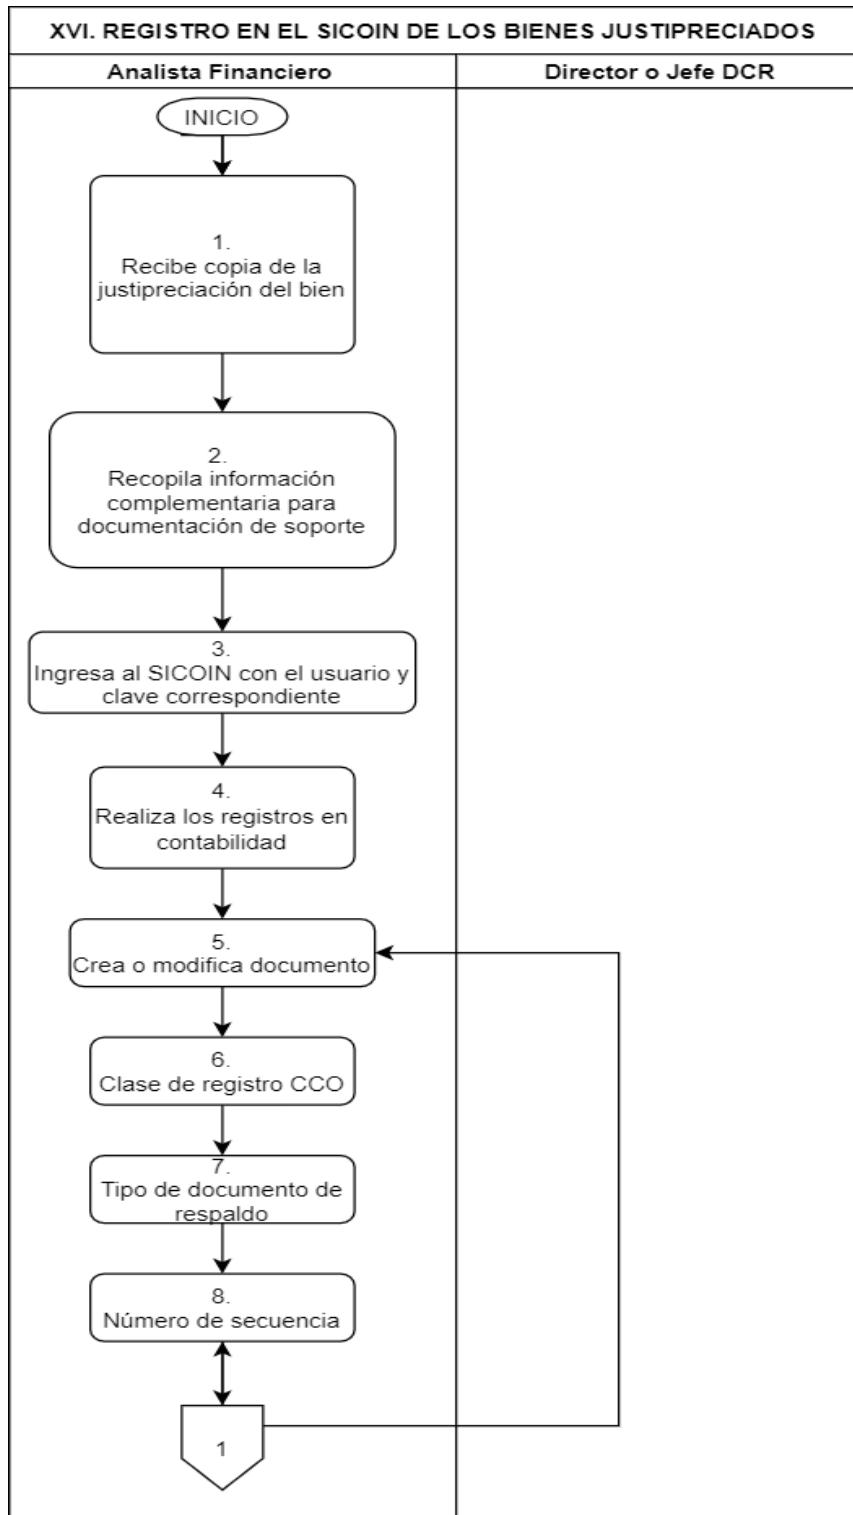 XVI. REGISTRO EN EL SICOIN DE LOS BIENES JUSTIPRECIADOS
Analista Financiero
Director o Jefe DCR
INICIO
1.
Recibe copia de la
justipreciación del bien
2.
Recopila información
complementaria para
documentación de soporte
3.
Ingresa al SICOIN con el usuario y
clave correspondiente
4.
Realiza los registros en
contabilidad
5.
Crea o modifica documento
6.
Clase de registro CCO
7.
Tipo de documento de
respaldo
8.
Número de secuencia
1